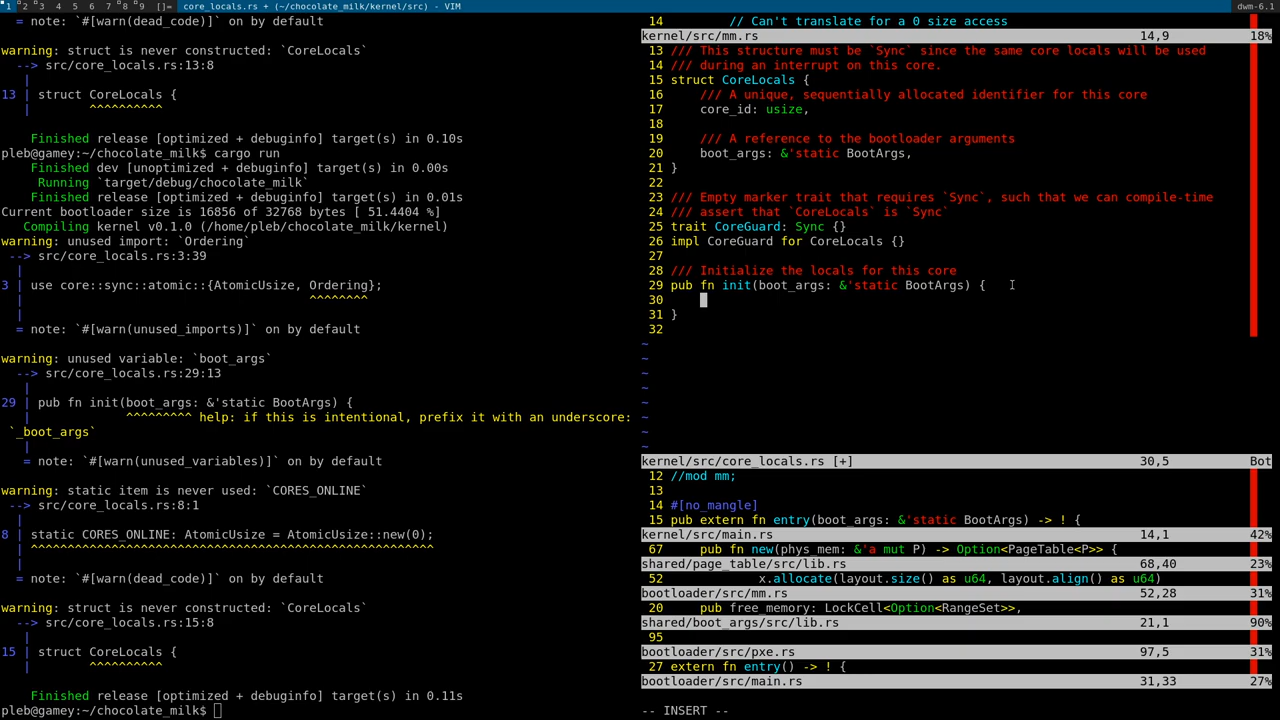 1 2 3 4 5 6 7 8 9 []= core_locals.rs + (~/chocolate_milk/kernel/src) - VIM dwm-6.1
= note: `#[warn(dead_code)]` on by default
warning: struct is never constructed: `CoreLocals`
--> src/core_locals.rs:13:8
|
13 | struct CoreLocals {
| ^^^^^^^^^^
Finished release [optimized + debuginfo] target(s) in 0.10s
pleb@gamey:~/chocolate_milk$ cargo run
Finished dev [unoptimized + debuginfo] target(s) in 0.00s
Running `target/debug/chocolate_milk`
Finished release [optimized + debuginfo] target(s) in 0.01s
Current bootloader size is 16856 of 32768 bytes [ 51.4404 %]
Compiling kernel v0.1.0 (/home/pleb/chocolate_milk/kernel)
warning: unused import: `Ordering`
--> src/core_locals.rs:3:39
|
3 | use core::sync::atomic::{AtomicUsize, Ordering};
| ^^^^^^^^
|
= note: `#[warn(unused_imports)]` on by default
warning: unused variable: `boot_args`
--> src/core_locals.rs:29:13
|
29 | pub fn init(boot_args: &'static BootArgs) {
| ^^^^^^^^^ help: if this is intentional, prefix it with an underscore:
`_boot_args`
|
= note: `#[warn(unused_variables)]` on by default
warning: static item is never used: `CORES_ONLINE`
--> src/core_locals.rs:8:1
|
8 | static CORES_ONLINE: AtomicUsize = AtomicUsize::new(0);
| ^^^^^^^^^^^^^^^^^^^^^^^^^^^^^^^^^^^^^^^^^^^^^^^^^^^^^^^
|
= note: `#[warn(dead_code)]` on by default
warning: struct is never constructed: `CoreLocals`
--> src/core_locals.rs:15:8
|
15 | struct CoreLocals {
| ^^^^^^^^^^
Finished release [optimized + debuginfo] target(s) in 0.11s
pleb@gamey:~/chocolate_milk$
14 // Can't translate for a 0 size access
kernel/src/mm.rs 14,9 18%
13 /// This structure must be `Sync` since the same core locals will be used
14 /// during an interrupt on this core.
15 struct CoreLocals {
16 /// A unique, sequentially allocated identifier for this core
17 core_id: usize,
18
19 /// A reference to the bootloader arguments
20 boot_args: &'static BootArgs,
21 }
22
23 /// Empty marker trait that requires `Sync`, such that we can compile-time
24 /// assert that `CoreLocals` is `Sync`
25 trait CoreGuard: Sync {}
26 impl CoreGuard for CoreLocals {}
27
28 /// Initialize the locals for this core
29 pub fn init(boot_args: &'static BootArgs) {
30
31 }
32
~
~
~
~
~
~
~
~
kernel/src/core_locals.rs [+] 30,5 Bot
12 //mod mm;
13
14 #[no_mangle]
15 pub extern fn entry(boot_args: &'static BootArgs) -> ! {
kernel/src/main.rs 14,1 42%
67 pub fn new(phys_mem: &'a mut P) -> Option<PageTable<P>> {
shared/page_table/src/lib.rs 68,40 23%
52 x.allocate(layout.size() as u64, layout.align() as u64)
bootloader/src/mm.rs 52,28 31%
20 pub free_memory: LockCell<Option<RangeSet>>,
shared/boot_args/src/lib.rs 21,1 90%
95
bootloader/src/pxe.rs 97,5 31%
27 extern fn entry() -> ! {
bootloader/src/main.rs 31,33 27%
-- INSERT --